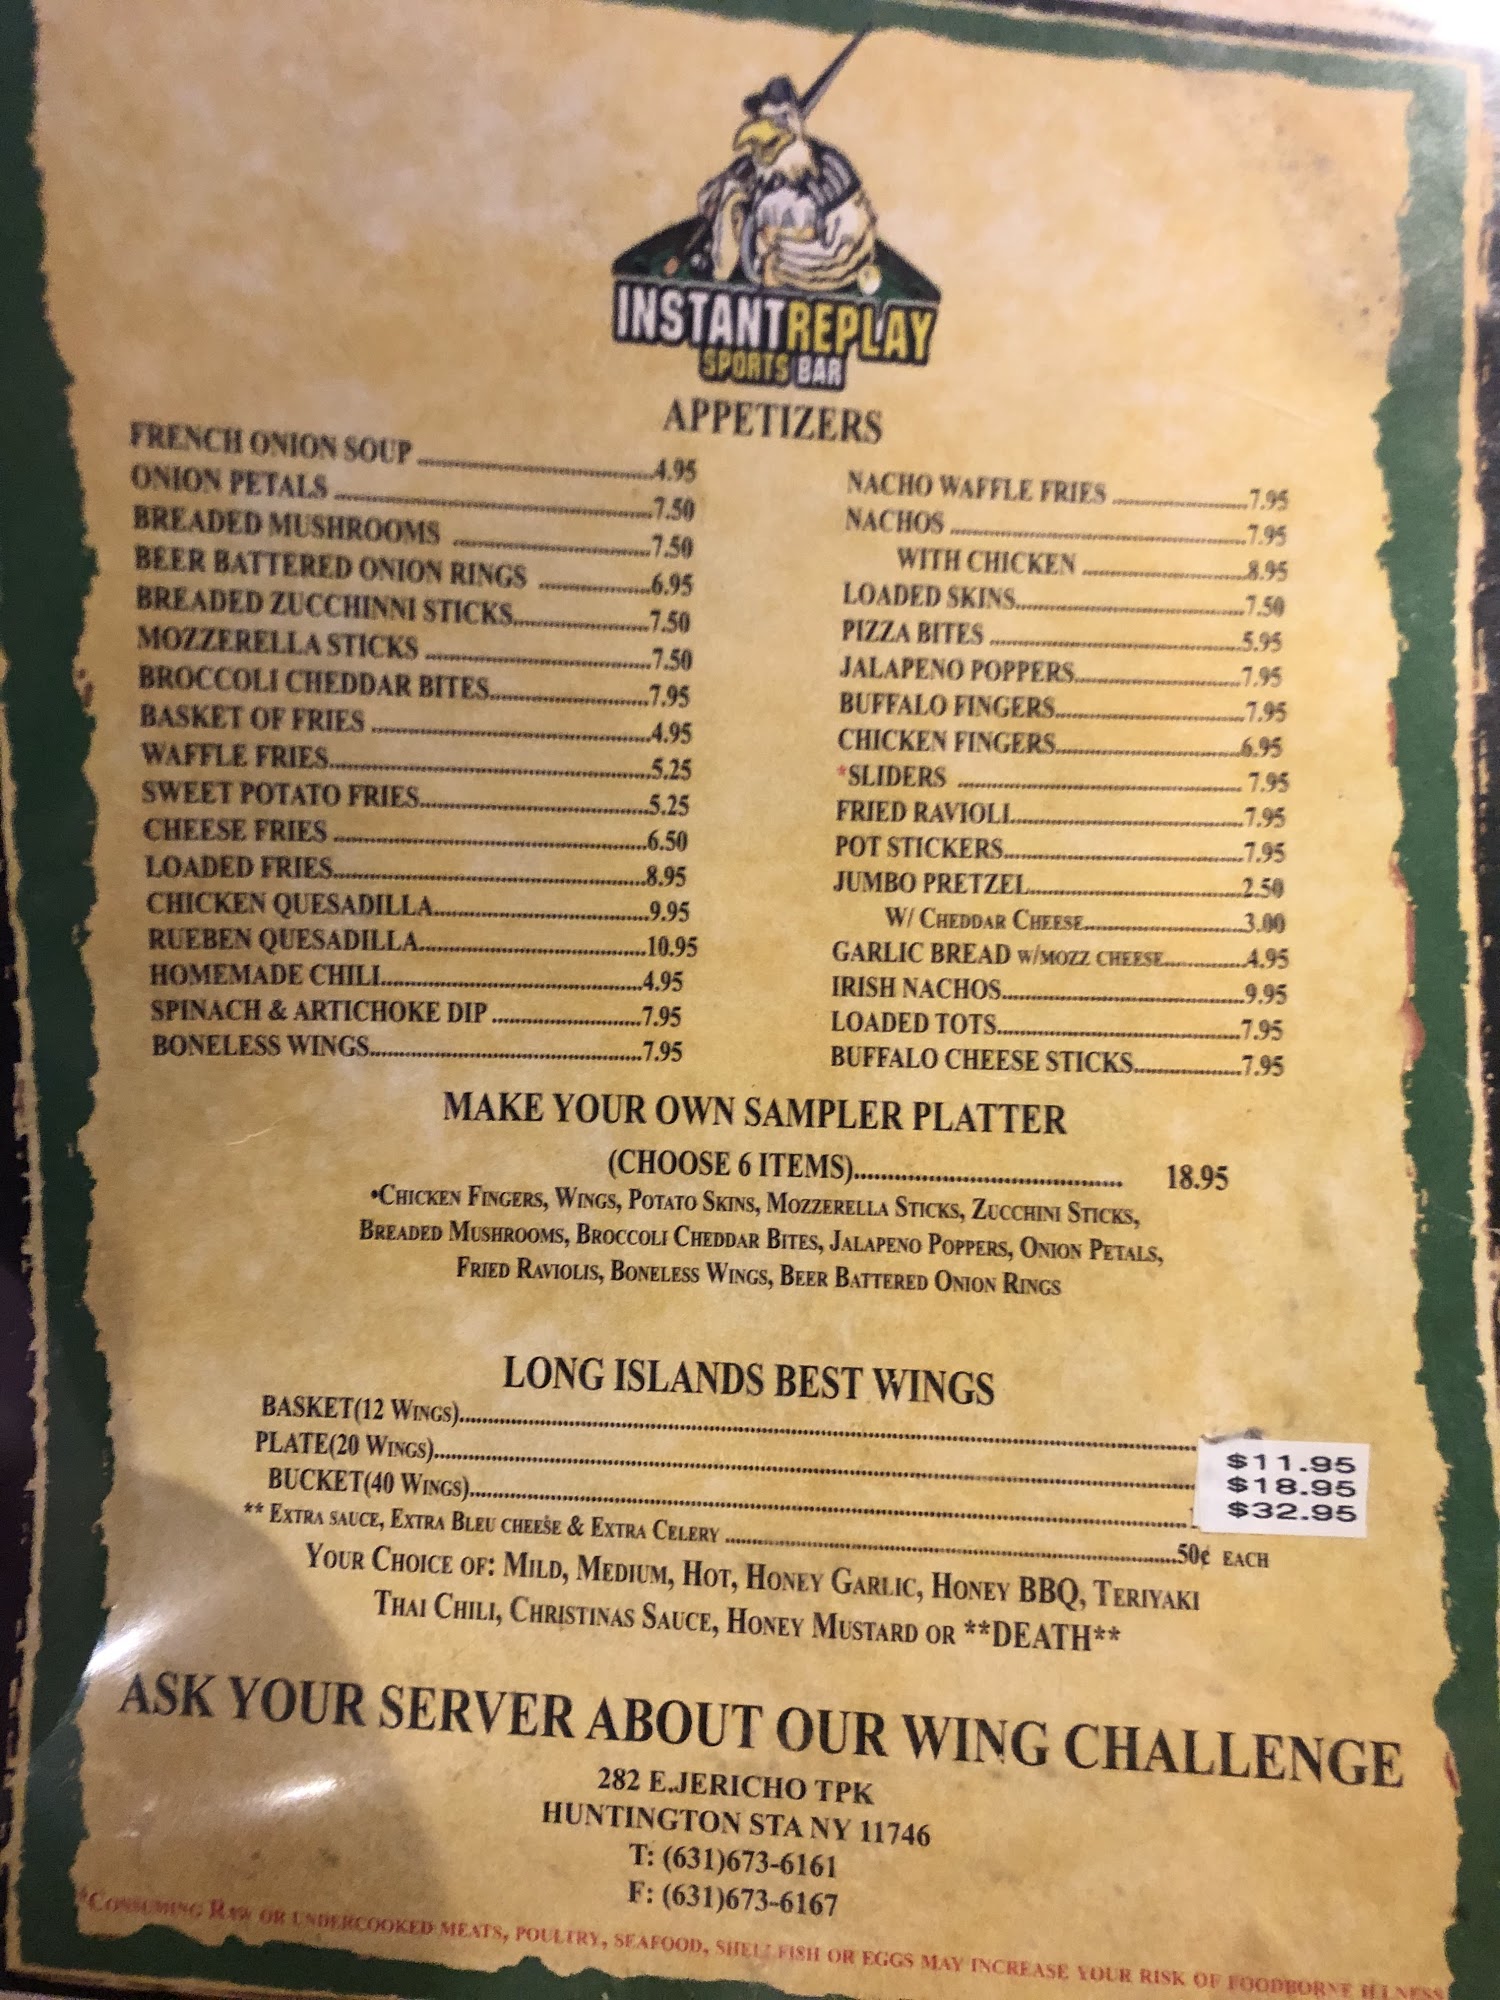 INSTANT REPLAY
SPORTS BAR
APPETIZERS
FRENCH ONION SOUP ........4.95
ONION PETALS ........7.50
BREADED MUSHROOMS ........7.50
BEER BATTERED ONION RINGS ........6.95
BREADED ZUCCHINNI STICKS........7.50
MOZZERELLA STICKS ........7.50
BROCCOLI CHEDDAR BITES........7.95
BASKET OF FRIES ........4.95
WAFFLE FRIES........5.25
SWEET POTATO FRIES........5.25
CHEESE FRIES ........6.50
LOADED FRIES........8.95
CHICKEN QUESADILLA........9.95
RUEBEN QUESADILLA........10.95
HOMEMADE CHILI........4.95
SPINACH & ARTICHOKE DIP ........7.95
BONELESS WINGS........7.95
NACHO WAFFLE FRIES ........7.95
NACHOS ........7.95
WITH CHICKEN ........8.95
LOADED SKINS........7.50
PIZZA BITES ........5.95
JALAPENO POPPERS........7.95
BUFFALO FINGERS........7.95
CHICKEN FINGERS........6.95
*SLIDERS ........ 7.95
FRIED RAVIOLI........7.95
POT STICKERS........7.95
JUMBO PRETZEL........2.50
W/ CHEDDAR CHEESE........3.00
GARLIC BREAD W/MOZZ CHEESE........4.95
IRISH NACHOS........9.95
LOADED TOTS........7.95
BUFFALO CHEESE STICKS........7.95
MAKE YOUR OWN SAMPLER PLATTER
(CHOOSE 6 ITEMS)........ 18.95
•CHICKEN FINGERS, WINGS, POTATO SKINS, MOZZERELLA STICKS, ZUCCHINI STICKS,
BREADED MUSHROOMS, BROCCOLI CHEDDAR BITES, JALAPENO POPPERS, ONION PETALS,
FRIED RAVIOLIS, BONELESS WINGS, BEER BATTERED ONION RINGS
LONG ISLANDS BEST WINGS
BASKET(12 WINGS)........ $11.95
PLATE(20 WINGS)........ $18.95
BUCKET(40 WINGS)........ $32.95
** EXTRA SAUCE, EXTRA BLEU CHEESE & EXTRA CELERY ........50¢ EACH
YOUR CHOICE OF: MILD, MEDIUM, HOT, HONEY GARLIC, HONEY BBQ, TERIYAKI
THAI CHILI, CHRISTINAS SAUCE, HONEY MUSTARD OR **DEATH**
ASK YOUR SERVER ABOUT OUR WING CHALLENGE
282 E.JERICHO TPK
HUNTINGTON STA NY 11746
T: (631)673-6161
F: (631)673-6167
*CONSUMING RAW OR UNDERCOOKED MEATS, POULTRY, SEAFOOD, SHELLFISH OR EGGS MAY INCREASE YOUR RISK OF FOODBORNE ILLNESS